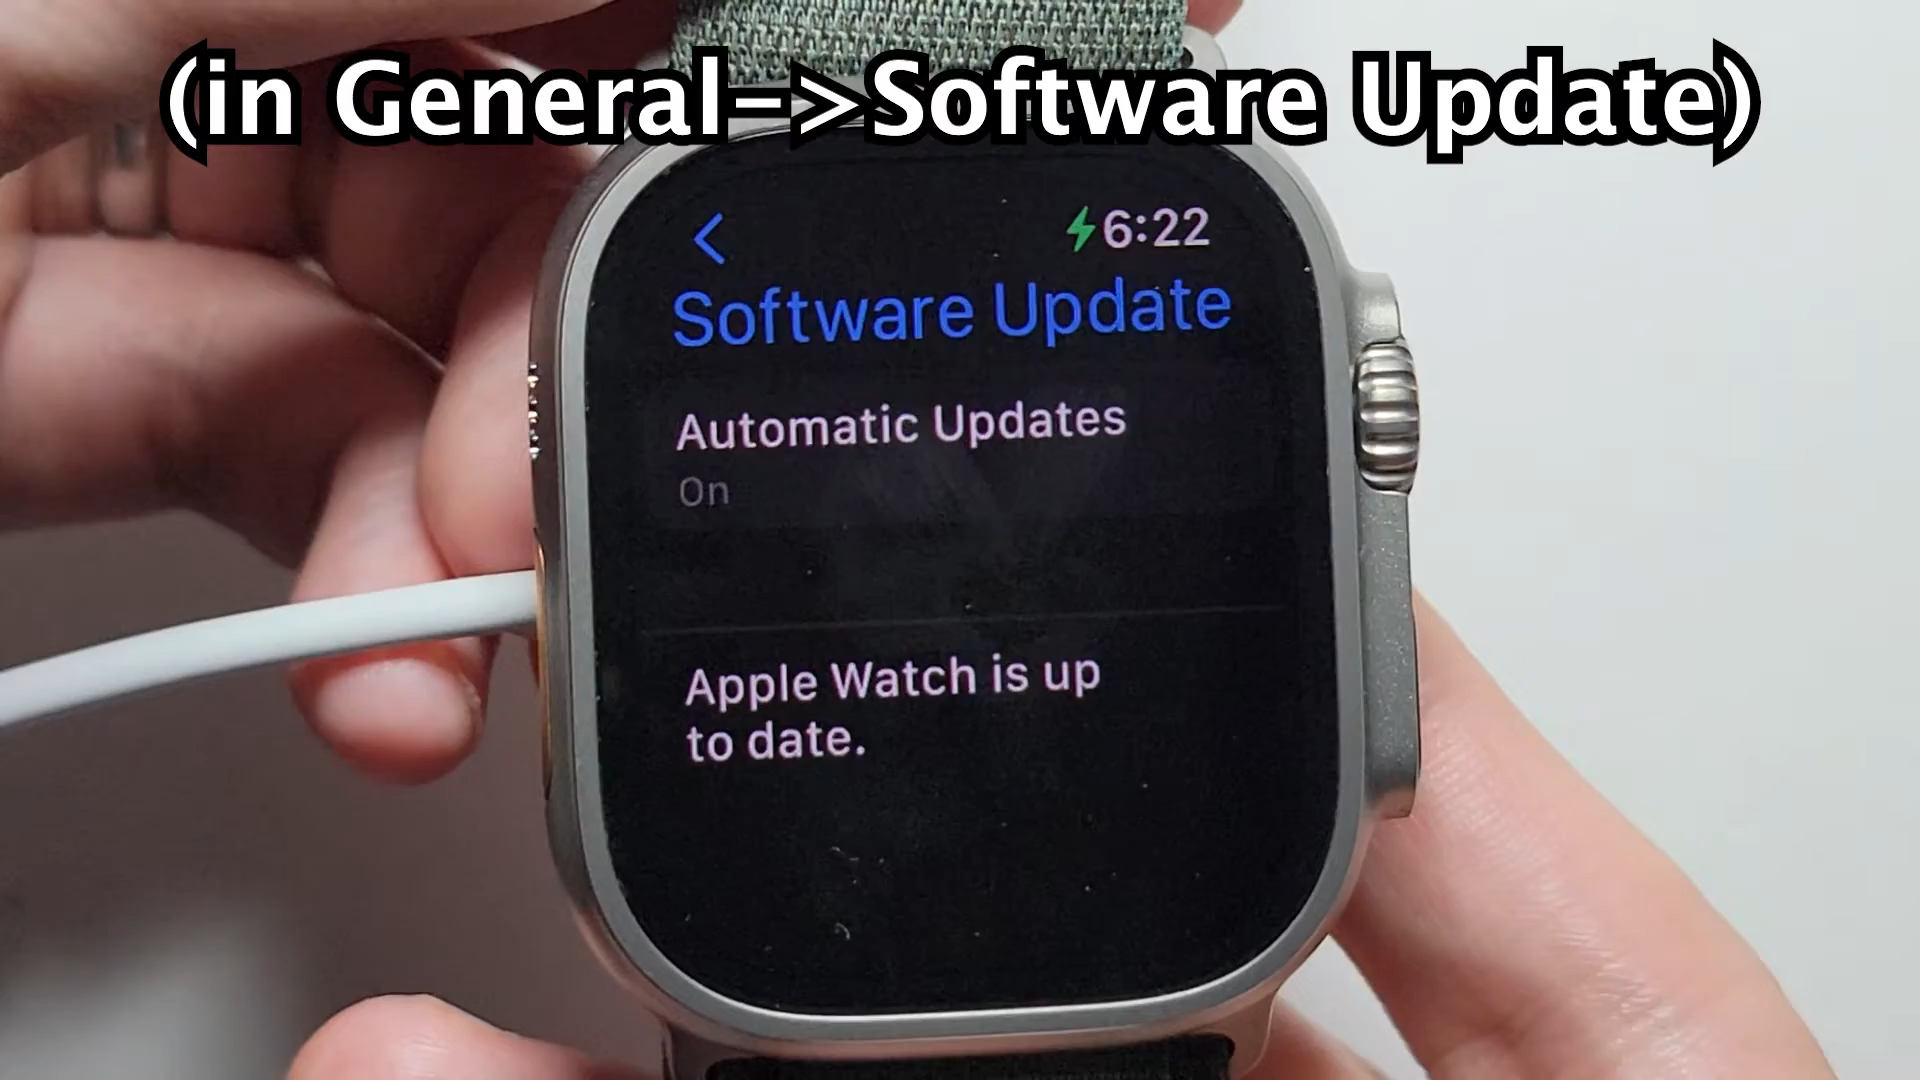 (in General->Software Update)
6:22
Software Update
Automatic Updates
On
Apple Watch is up
to date.